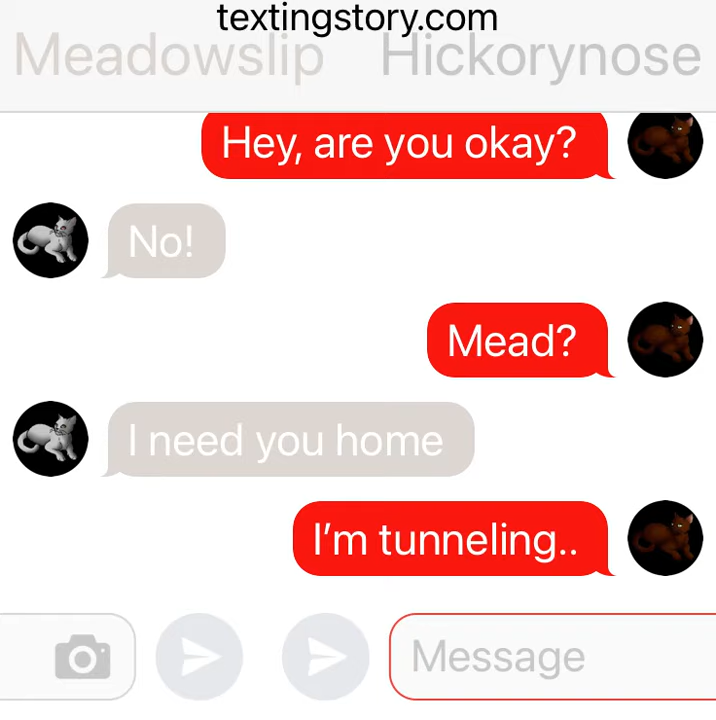 textingstory.com
Meadowslip Hickorynose
Hey, are you okay?
No!
Mead?
I need you home
I'm tunneling..
Message